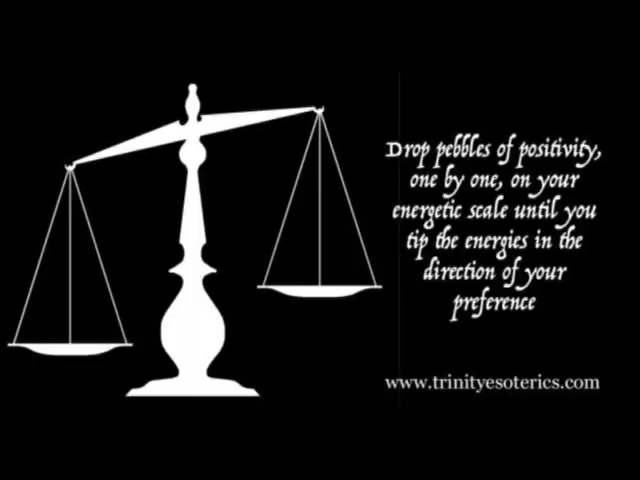 Drop pebbles of positivity,
one by one, on your
energetic scale until you
tip the energies in the
direction of your
preference
www.trinityesoterics.com